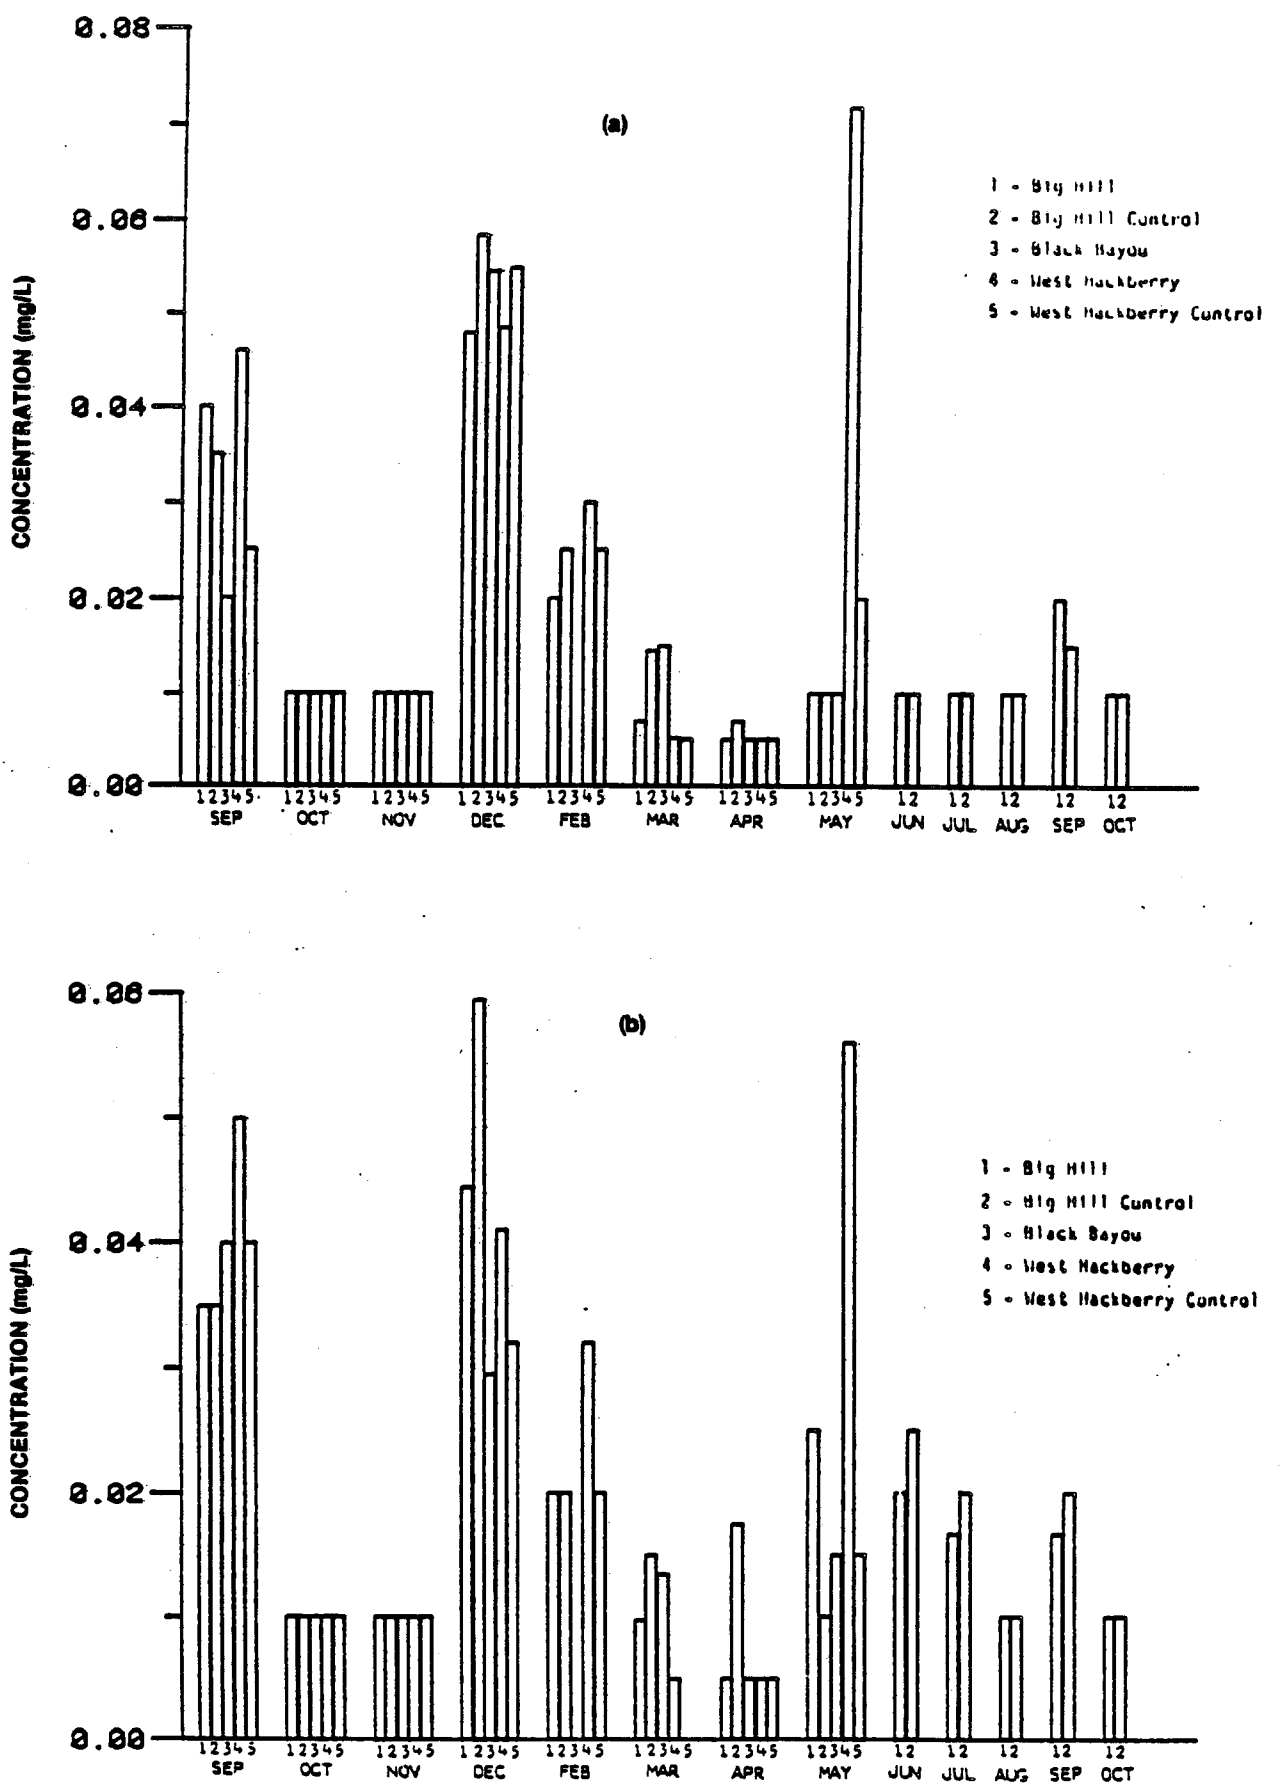 0.08
(a)
1 - Big Hill
0.06
2 - Big Hill Control
3 - Black Bayou
4 - West Hackberry
5 - West Hackberry Control
CONCENTRATION (mg/L)
0.04
0.02
0.00
12345 12345 12345 12345 12345 12345 12345 12345 12 12 12 12 12
SEP OCT NOV DEC FEB MAR APR MAY JUN JUL AUG SEP OCT
0.06
(b)
1 - Big Hill
2 - Big Hill Control
0.04
3 - Black Bayou
4 - West Hackberry
5 - West Hackberry Control
CONCENTRATION (mg/L)
0.02
0.00
12345 12345 12345 12345 12345 12345 12345 12345 12 12 12 12 12
SEP OCT NOV DEC FEB MAR APR MAY JUN JUL AUG SEP OCT